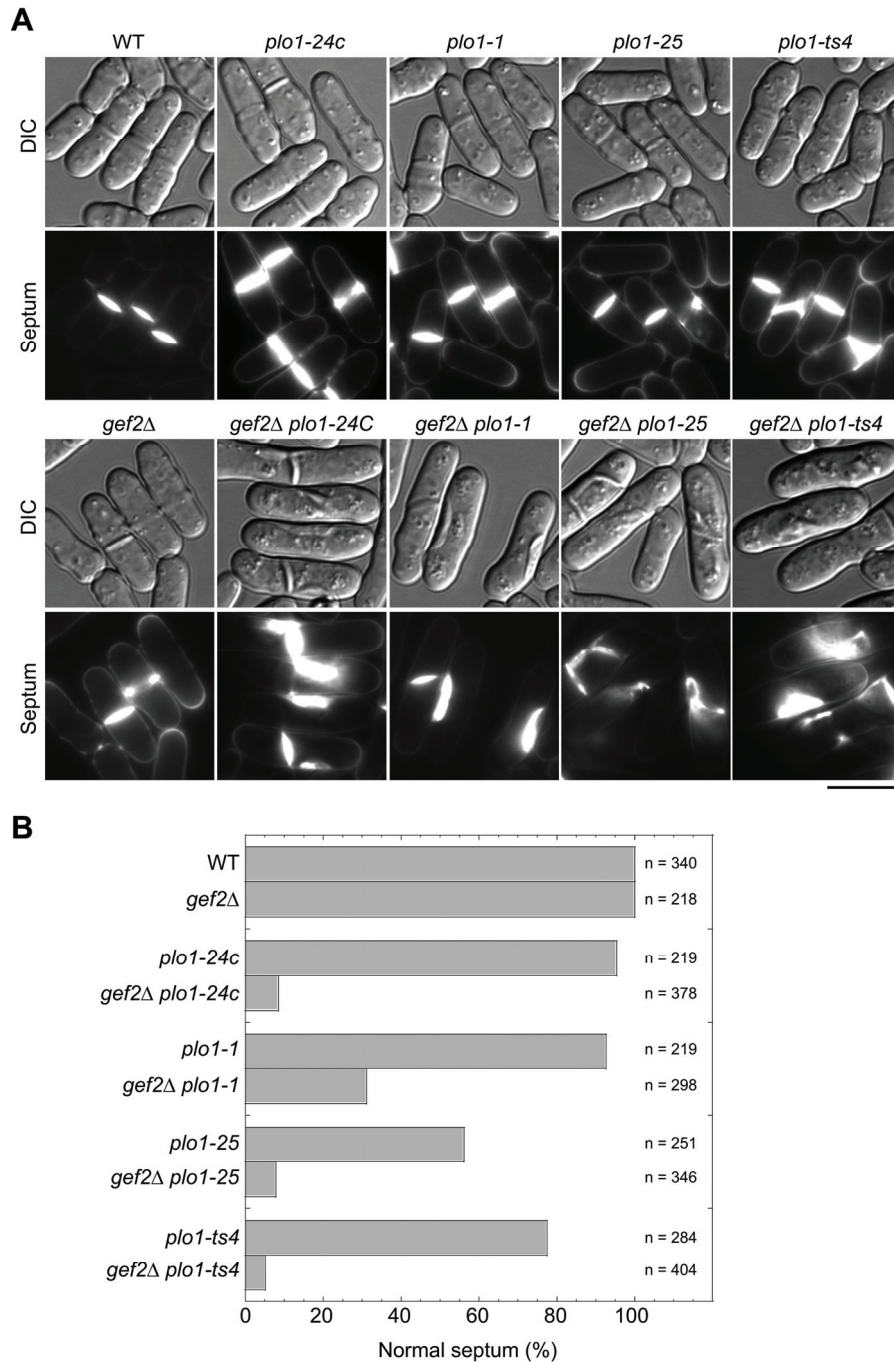 A
WT plo1-24c plo1-1 plo1-25 plo1-ts4
DIC
Septum
gef2Δ gef2Δ plo1-24C gef2Δ plo1-1 gef2Δ plo1-25 gef2Δ plo1-ts4
DIC
Septum
B
WT n = 340
gef2Δ n = 218
plo1-24c n = 219
gef2Δ plo1-24c n = 378
plo1-1 n = 219
gef2Δ plo1-1 n = 298
plo1-25 n = 251
gef2Δ plo1-25 n = 346
plo1-ts4 n = 284
gef2Δ plo1-ts4 n = 404
0 20 40 60 80 100
Normal septum (%)